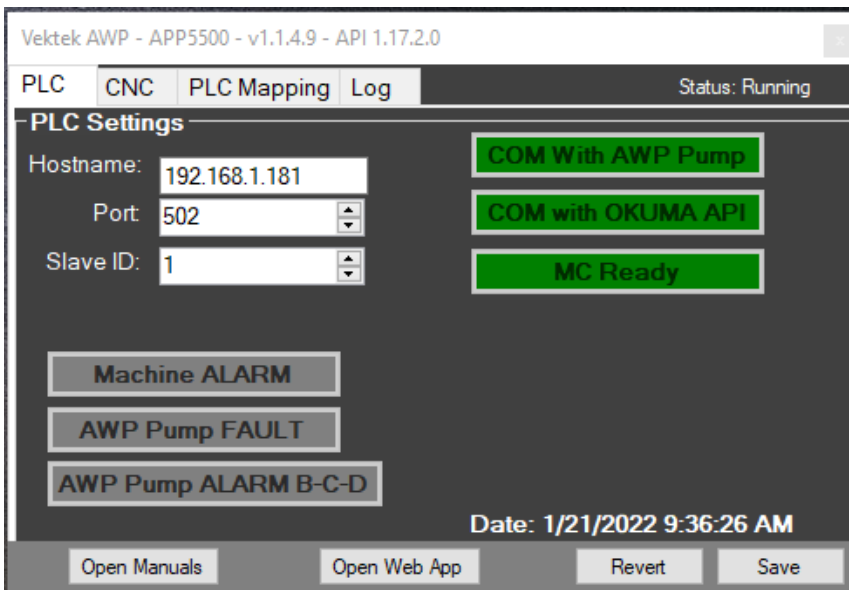 Vektek AWP - APP5500 - v1.1.4.9 - API 1.17.2.0
x
PLC CNC PLC Mapping Log Status: Running
PLC Settings
Hostname: 192.168.1.181
Port: 502
Slave ID: 1
COM With AWP Pump
COM with OKUMA API
MC Ready
Machine ALARM
AWP Pump FAULT
AWP Pump ALARM B-C-D
Date: 1/21/2022 9:36:26 AM
Open Manuals Open Web App Revert Save